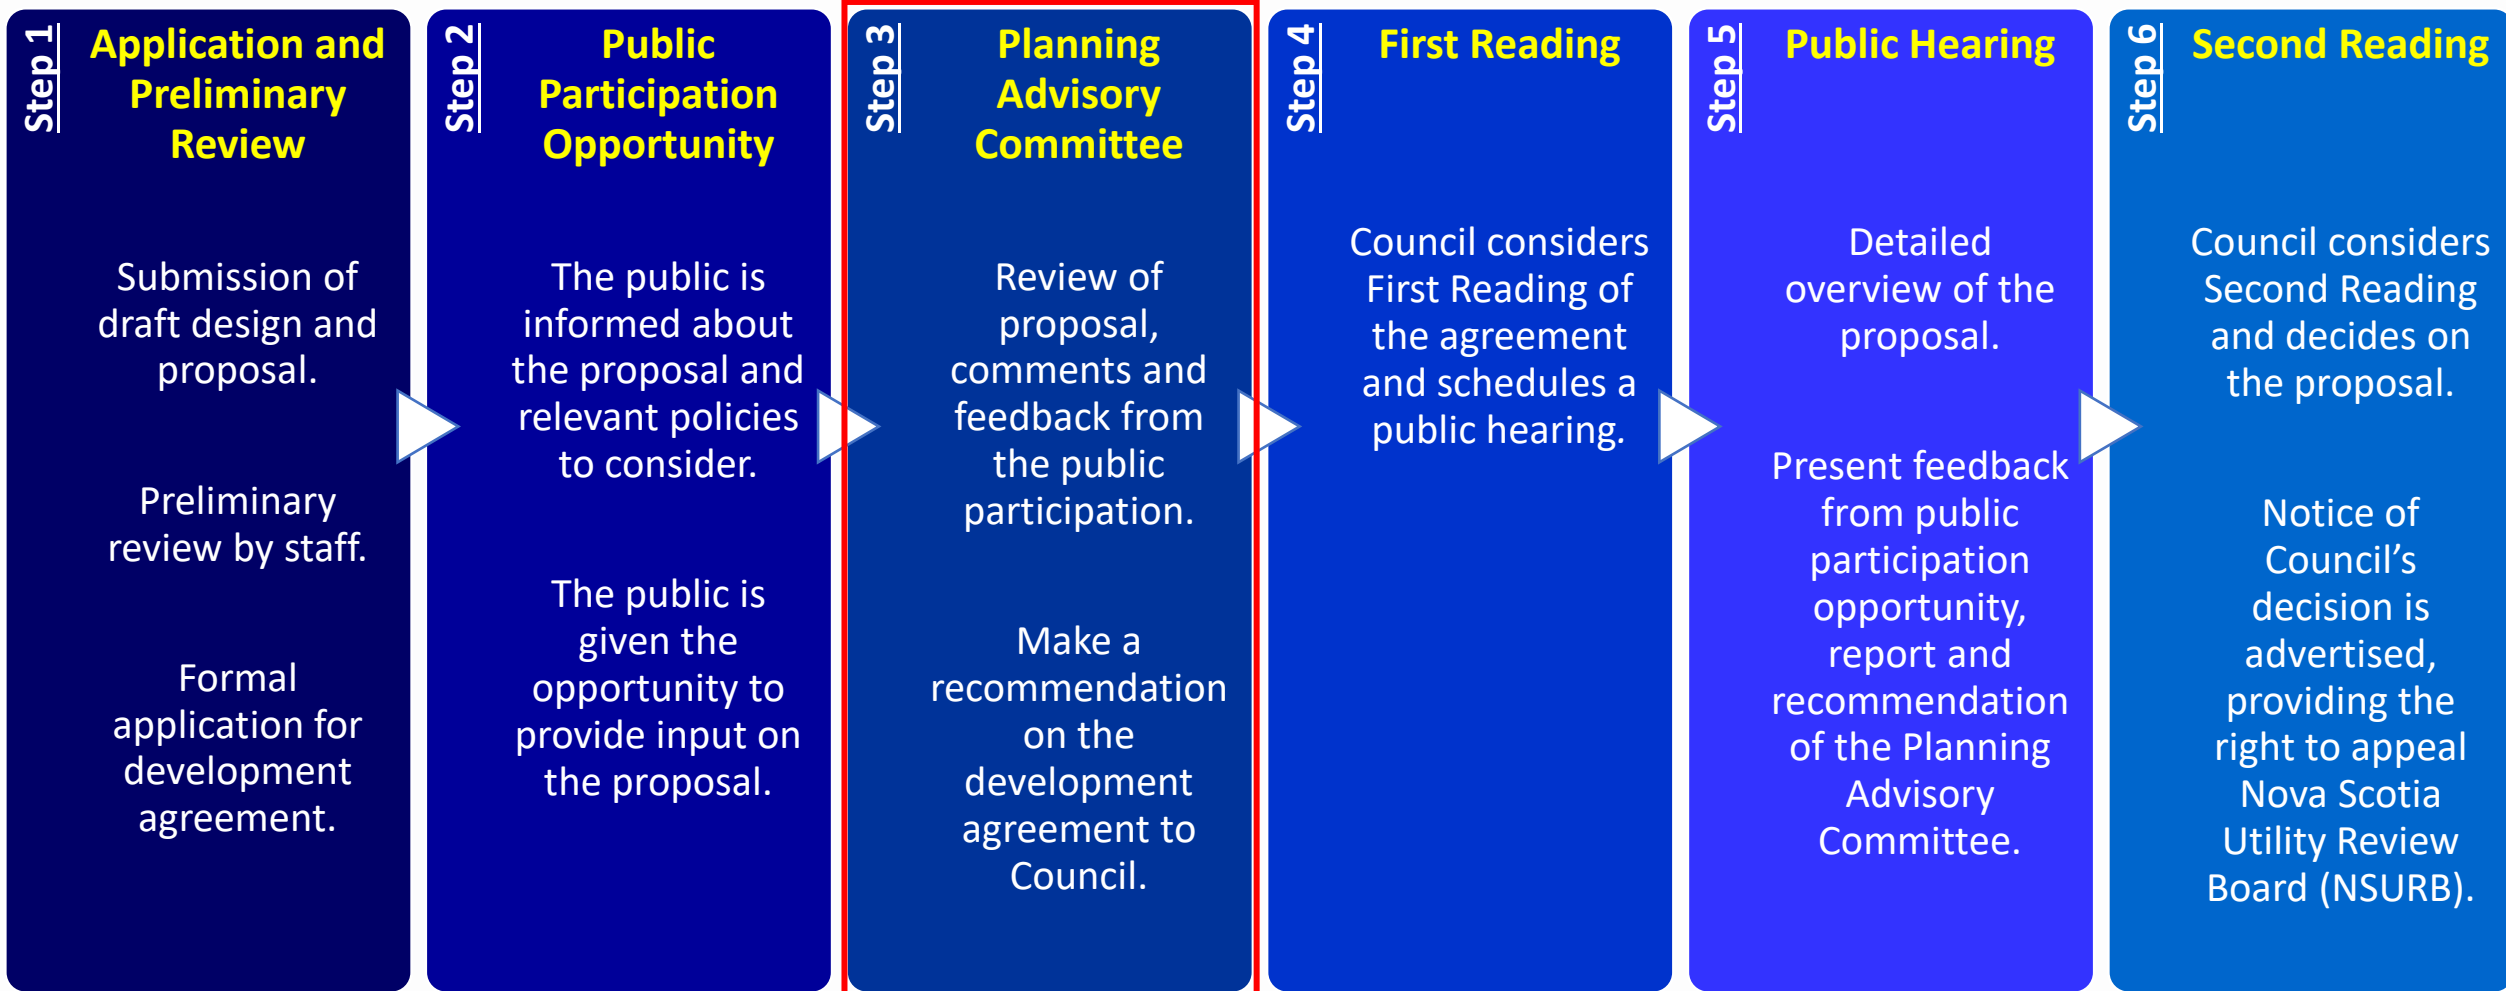 Step 1
Application and
Preliminary
Review
Submission of
draft design and
proposal.
Preliminary
review by staff.
Formal
application for
development
agreement.
Step 2
Public
Participation
Opportunity
The public is
informed about
the proposal and
relevant policies
to consider.
The public is
given the
opportunity to
provide input on
the proposal.
Step 3
Planning
Advisory
Committee
Review of
proposal,
comments and
feedback from
the public
participation.
Make a
recommendation
on the
development
agreement to
Council.
Step 4
First Reading
Council considers
First Reading of
the agreement
and schedules a
public hearing.
Step 5
Public Hearing
Detailed
overview of the
proposal.
Present feedback
from public
participation
opportunity,
report and
recommendation
of the Planning
Advisory
Committee.
Step 6
Second Reading
Council considers
Second Reading
and decides on
the proposal.
Notice of
Council’s
decision is
advertised,
providing the
right to appeal
Nova Scotia
Utility Review
Board (NSURB).